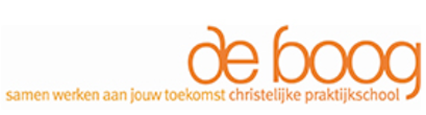 de boog
samen werken aan jouw toekomst christelijke praktijkschool